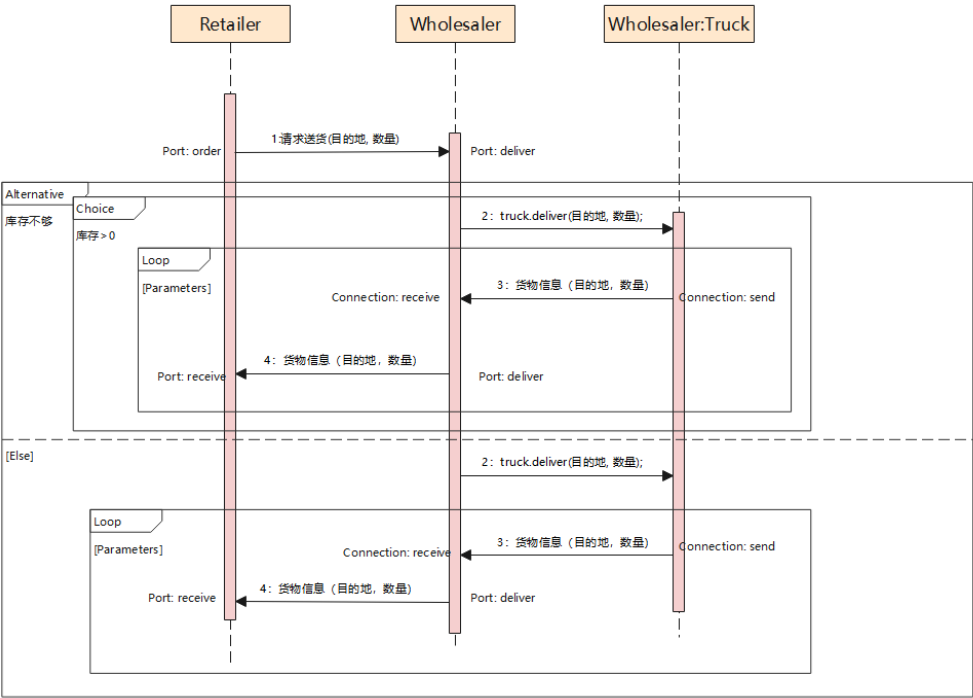 Retailer
Wholesaler
Wholesaler:Truck
1:请求送货(目的地, 数量)
Port: order
Port: deliver
Alternative
库存不够
Choice
库存>0
2：truck.deliver(目的地, 数量);
Loop
[Parameters]
3：货物信息（目的地，数量）
Connection: receive
Connection: send
4：货物信息（目的地，数量）
Port: receive
Port: deliver
[Else]
2：truck.deliver(目的地, 数量);
Loop
[Parameters]
3：货物信息（目的地，数量）
Connection: receive
Connection: send
4：货物信息（目的地，数量）
Port: receive
Port: deliver